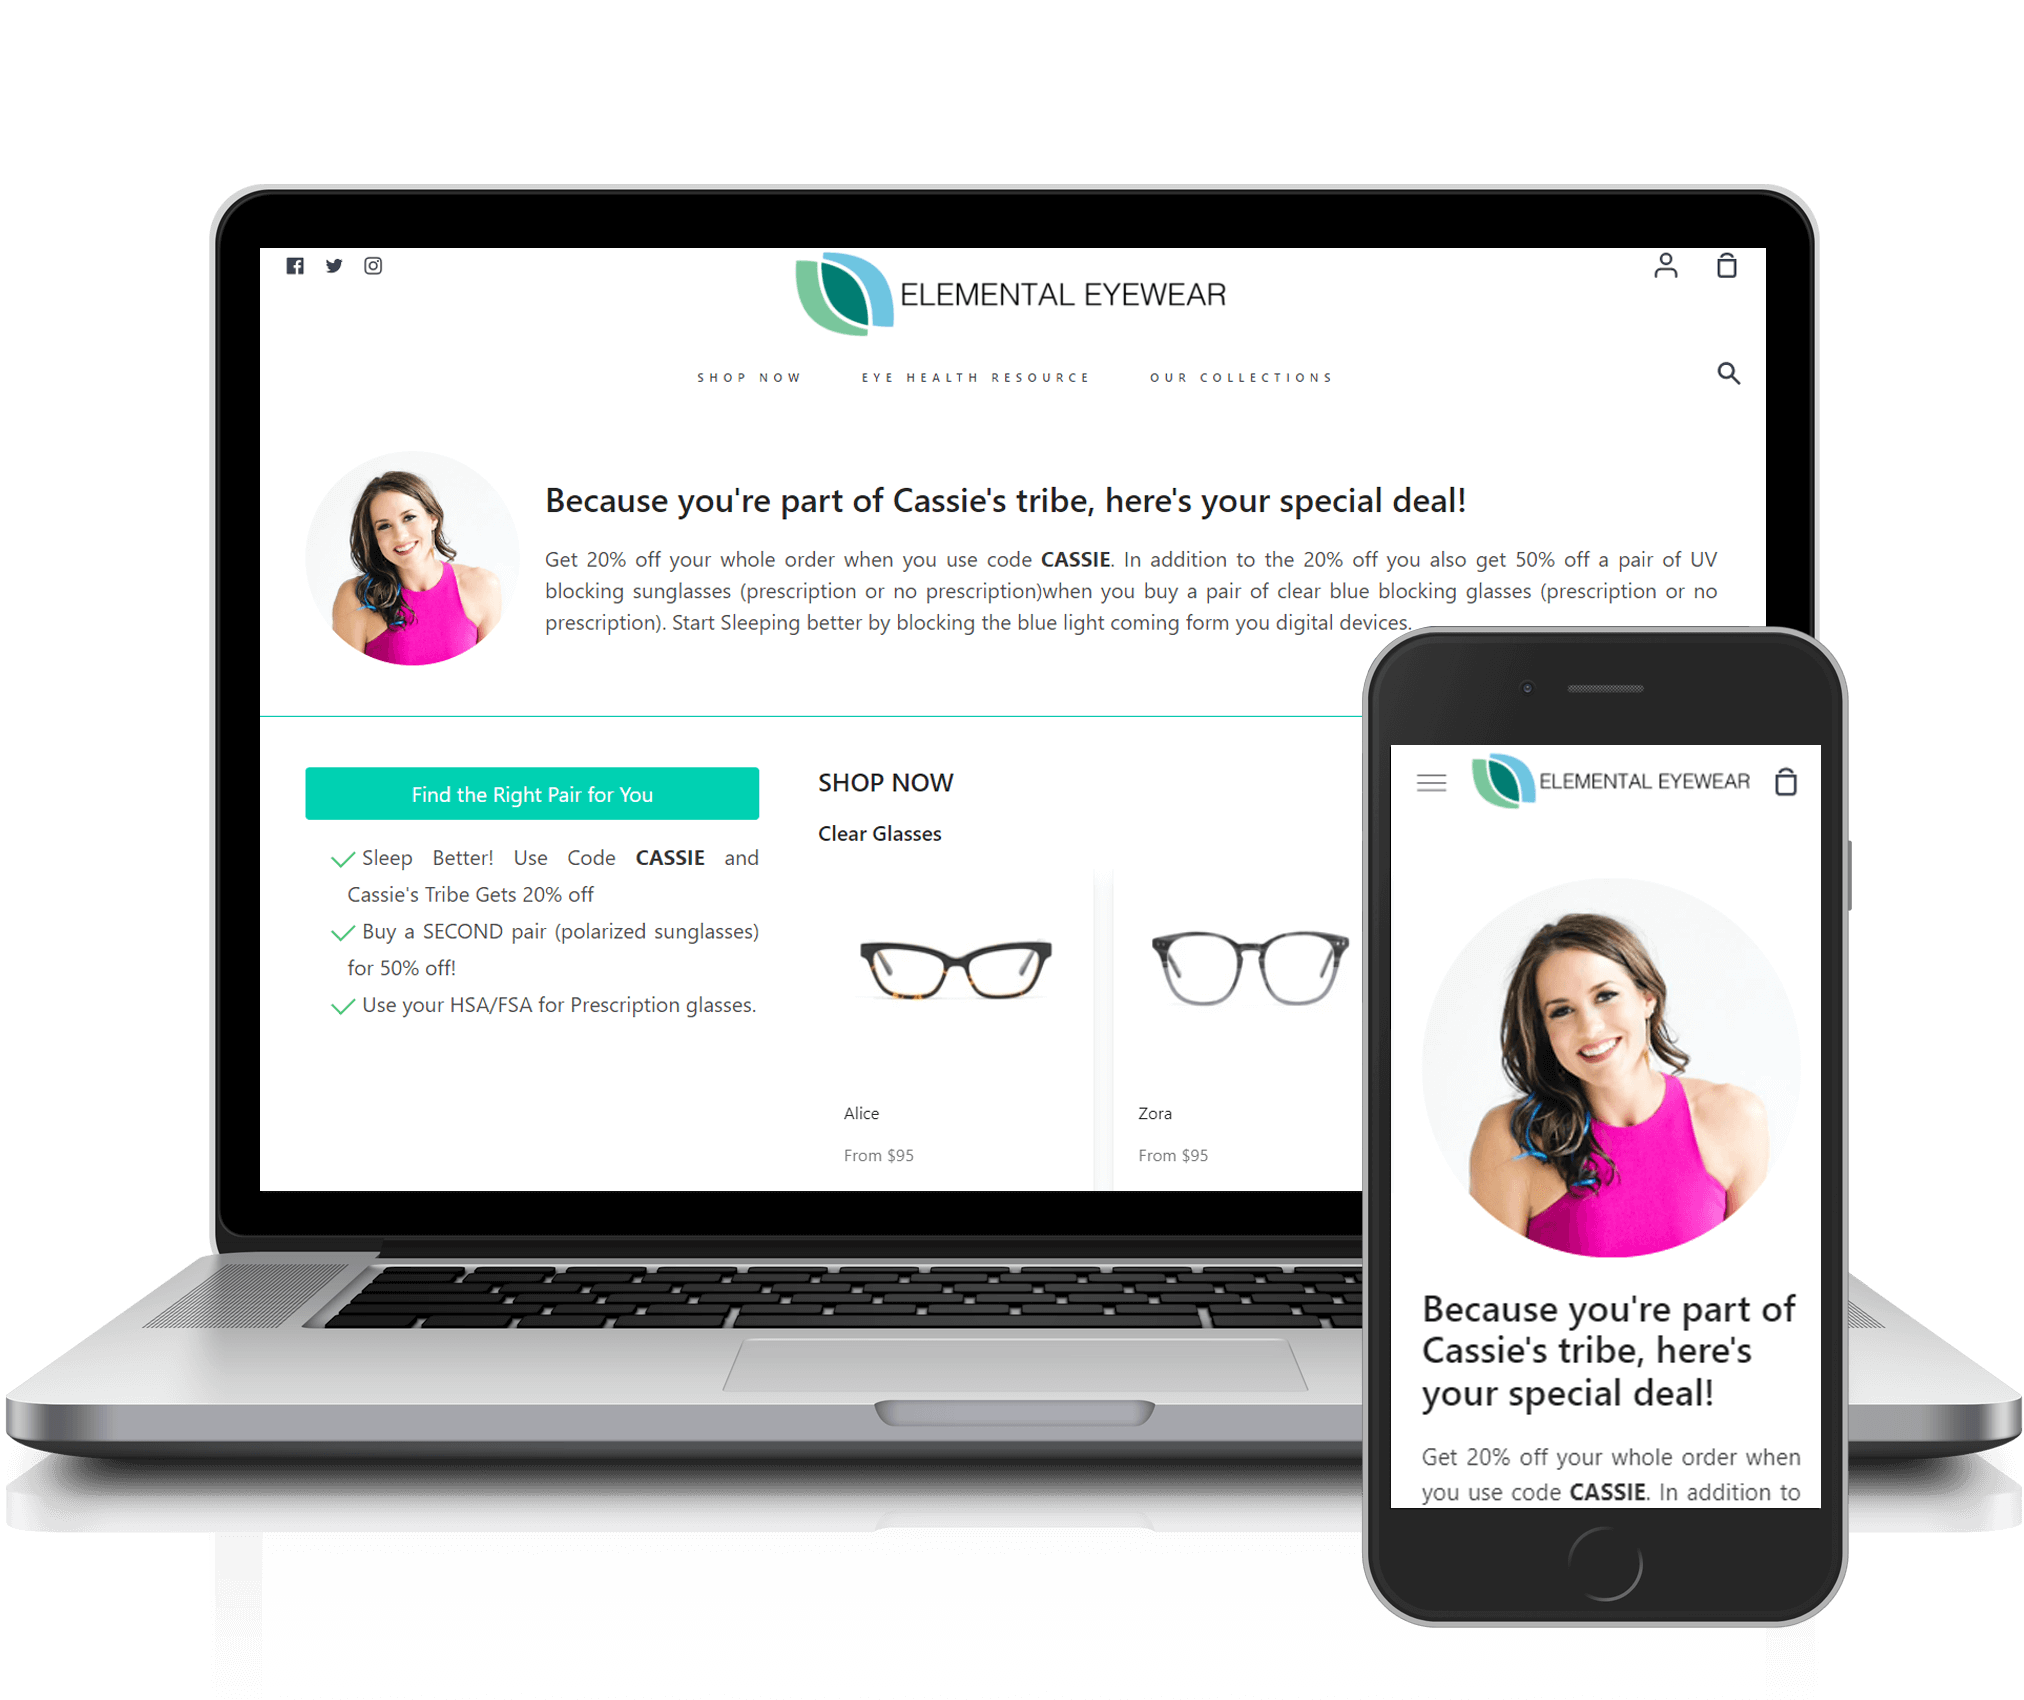 ELEMENTAL EYEWEAR
SHOP NOW EYE HEALTH RESOURCE OUR COLLECTIONS
Because you're part of Cassie's tribe, here's your special deal!
Get 20% off your whole order when you use code CASSIE. In addition to the 20% off you also get 50% off a pair of UV
blocking sunglasses (prescription or no prescription)when you buy a pair of clear blue blocking glasses (prescription or no
prescription). Start Sleeping better by blocking the blue light coming form you digital devices.
Find the Right Pair for You
Sleep Better! Use Code CASSIE and
Cassie's Tribe Gets 20% off
Buy a SECOND pair (polarized sunglasses)
for 50% off!
Use your HSA/FSA for Prescription glasses.
SHOP NOW
Clear Glasses
Alice
From $95
Zora
From $95
ELEMENTAL EYEWEAR
Because you're part of
Cassie's tribe, here's
your special deal!
Get 20% off your whole order when
you use code CASSIE. In addition to